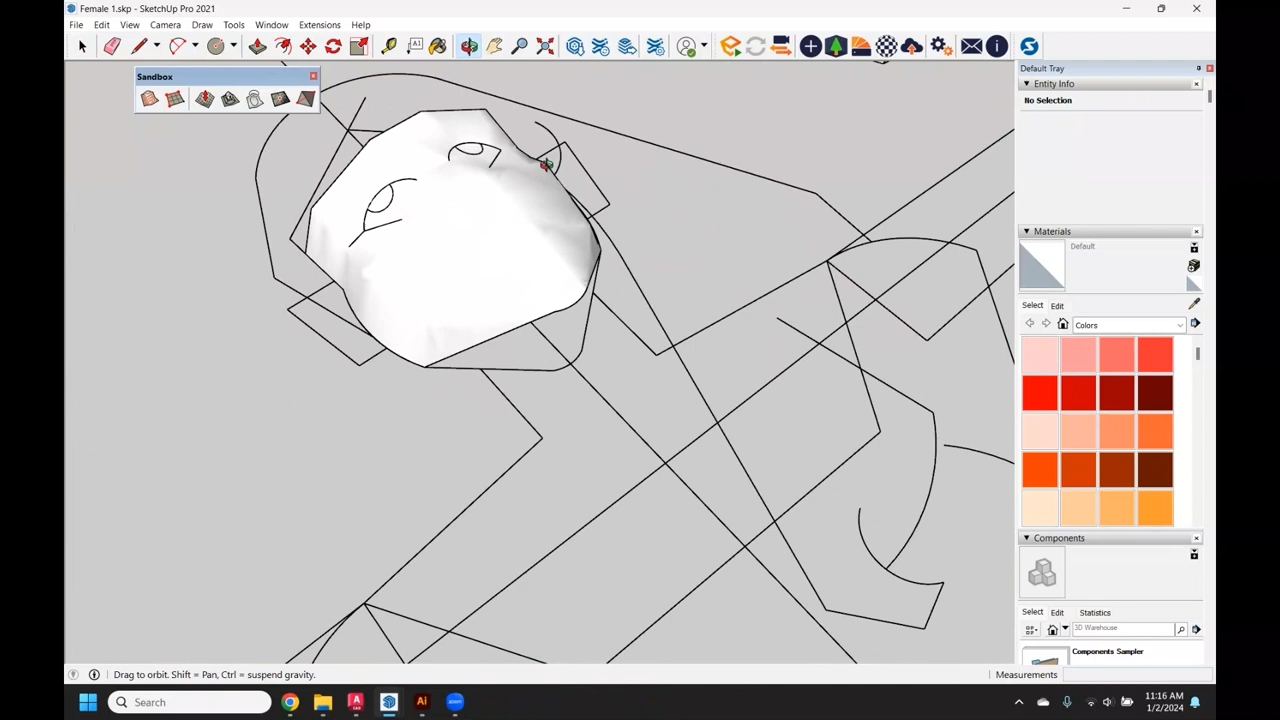 Female 1.skp - SketchUp Pro 2021
File Edit View Camera Draw Tools Window Extensions Help
Sandbox
Default Tray
Entity Info
No Selection
Materials
Default
Select Edit
Colors
Components
Select Edit Statistics
3D Warehouse
Components Sampler
Drag to orbit. Shift = Pan, Ctrl = suspend gravity.
Measurements
Search
Ai
zoom
11:16 AM
1/2/2024